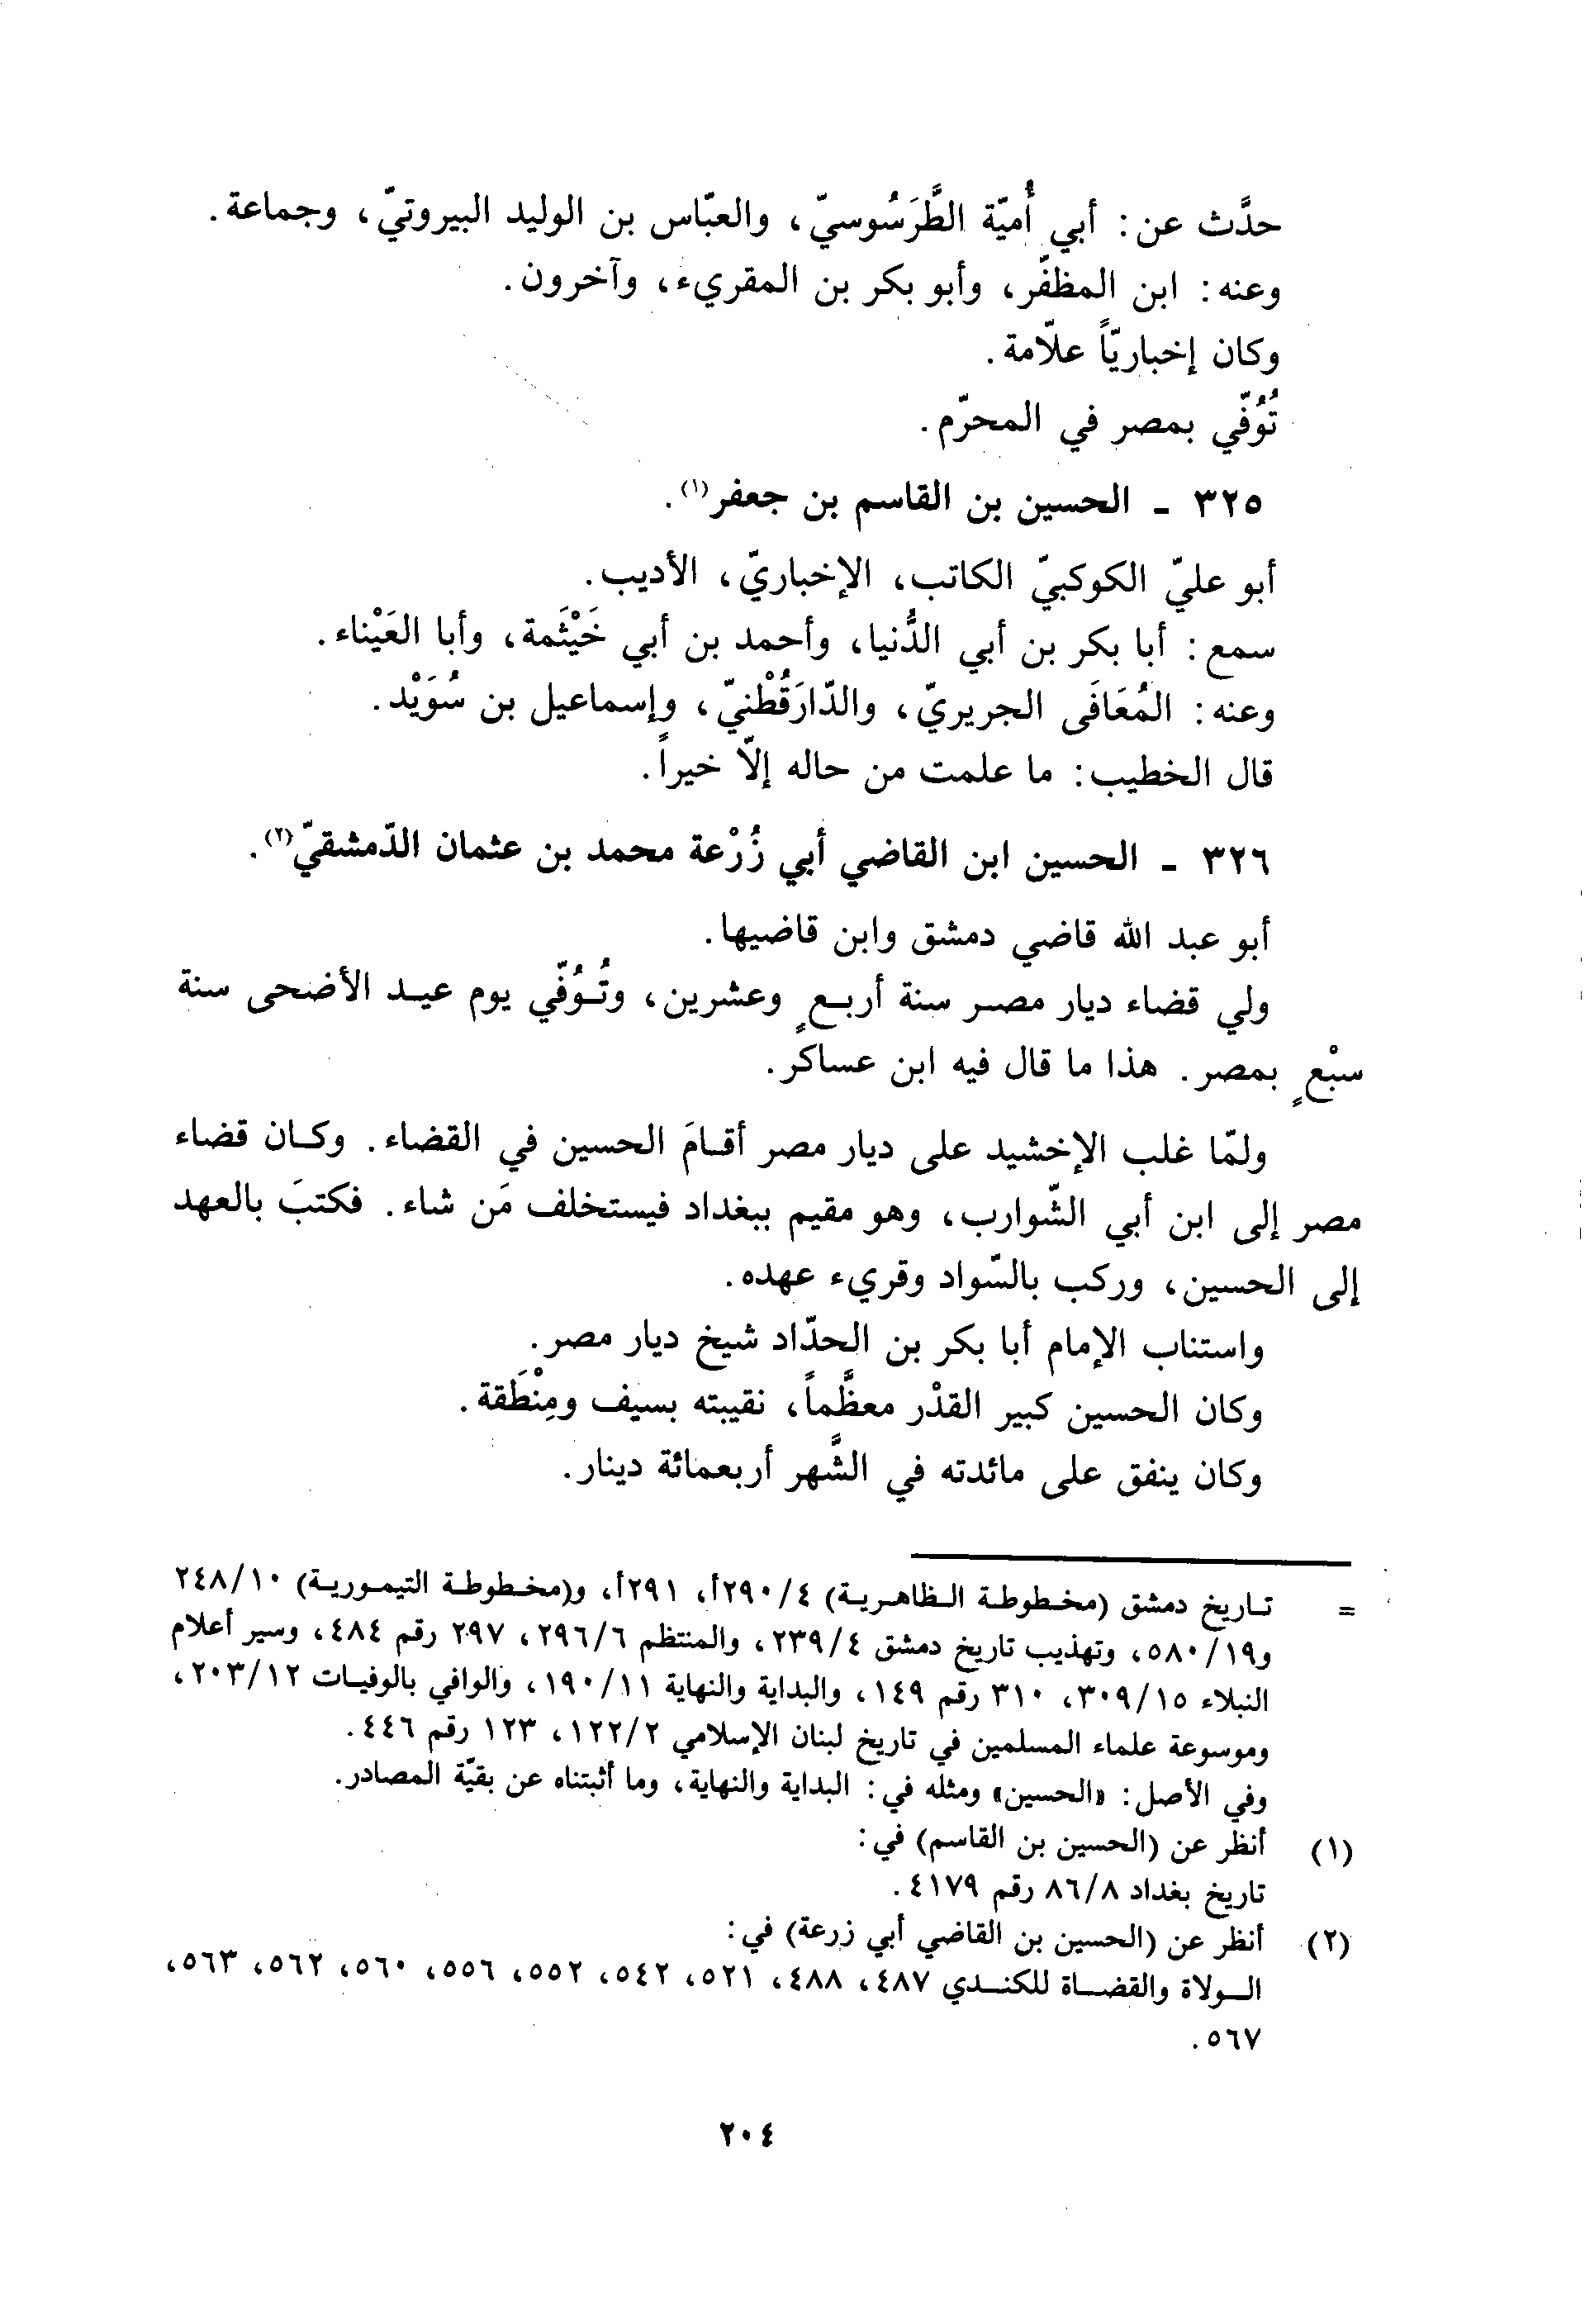 حدَّث عن: أبي أُميّة الطَّرَسُوسيّ، والعبّاس بن الوليد البيروتيّ، وجماعة.
وعنه: ابن المظفّر، وأبو بكر بن المقريء، وآخرون.
وكان إخباريّاً علّامة.
تُوُفّي بمصر في المحرّم.
٣٢٥ - الحسين بن القاسم بن جعفر(١).
أبو عليّ الكوكبيّ الكاتب، الإخباريّ، الأديب.
سمع: أبا بكر بن أبي الدُّنيا، وأحمد بن أبي خَيْثَمة، وأبا العَيْناء.
وعنه: المُعَافَى الجريريّ، والدّارَقُطْنيّ، وإسماعيل بن سُوَيْد.
قال الخطيب: ما علمت من حاله إلّا خيراً.
٣٢٦ - الحسين ابن القاضي أبي زُرْعة محمد بن عثمان الدّمشقيّ(٢).
أبو عبد الله قاضي دمشق وابن قاضيها.
ولي قضاء ديار مصر سنة أربعٍ وعشرين، وتُوُفّي يوم عيد الأضحى سنة
سبْعٍ بمصر. هذا ما قال فيه ابن عساكر.
ولمّا غلب الإخشيد على ديار مصر أقامَ الحسين في القضاء. وكان قضاء
مصر إلى ابن أبي الشّوارب، وهو مقيم ببغداد فيستخلف مَن شاء. فكتبَ بالعهد
إلى الحسين، وركب بالسّواد وقريء عهده.
واستناب الإمام أبا بكر بن الحدّاد شيخ ديار مصر.
وكان الحسين كبير القدْر معظَّماً، نقيبته بسيف ومِنْطَقة.
وكان ينفق على مائدته في الشَّهر أربعمائة دينار.
= تاريخ دمشق (مخطوطة الظاهرية) ٢٩٠/٤أ، ٢٩١أ، و(مخطوطة التيمورية) ٢٤٨/١٠
و٥٨٠/١٩، وتهذيب تاريخ دمشق ٢٣٩/٤، والمنتظم ٢٩٦/٦، ٢٩٧ رقم ٤٨٤، وسير أعلام
النبلاء ٣٠٩/١٥، ٣١٠ رقم ١٤٩، والبداية والنهاية ١٩٠/١١، والوافي بالوفيات ٢٠٣/١٢،
وموسوعة علماء المسلمين في تاريخ لبنان الإسلامي ١٢٢/٢، ١٢٣ رقم ٤٤٦.
وفي الأصل: «الحسين» ومثله في: البداية والنهاية، وما أثبتناه عن بقيّة المصادر.
(١) أنظر عن (الحسين بن القاسم) في:
تاريخ بغداد ٨٦/٨ رقم ٤١٧٩.
(٢) أنظر عن (الحسين بن القاضي أبي زرعة) في:
الولاة والقضاة للكندي ٤٨٧، ٤٨٨، ٥٢١، ٥٤٢، ٥٥٢، ٥٥٦، ٥٦٠، ٥٦٢، ٥٦٣،
٥٦٧.
٢٠٤